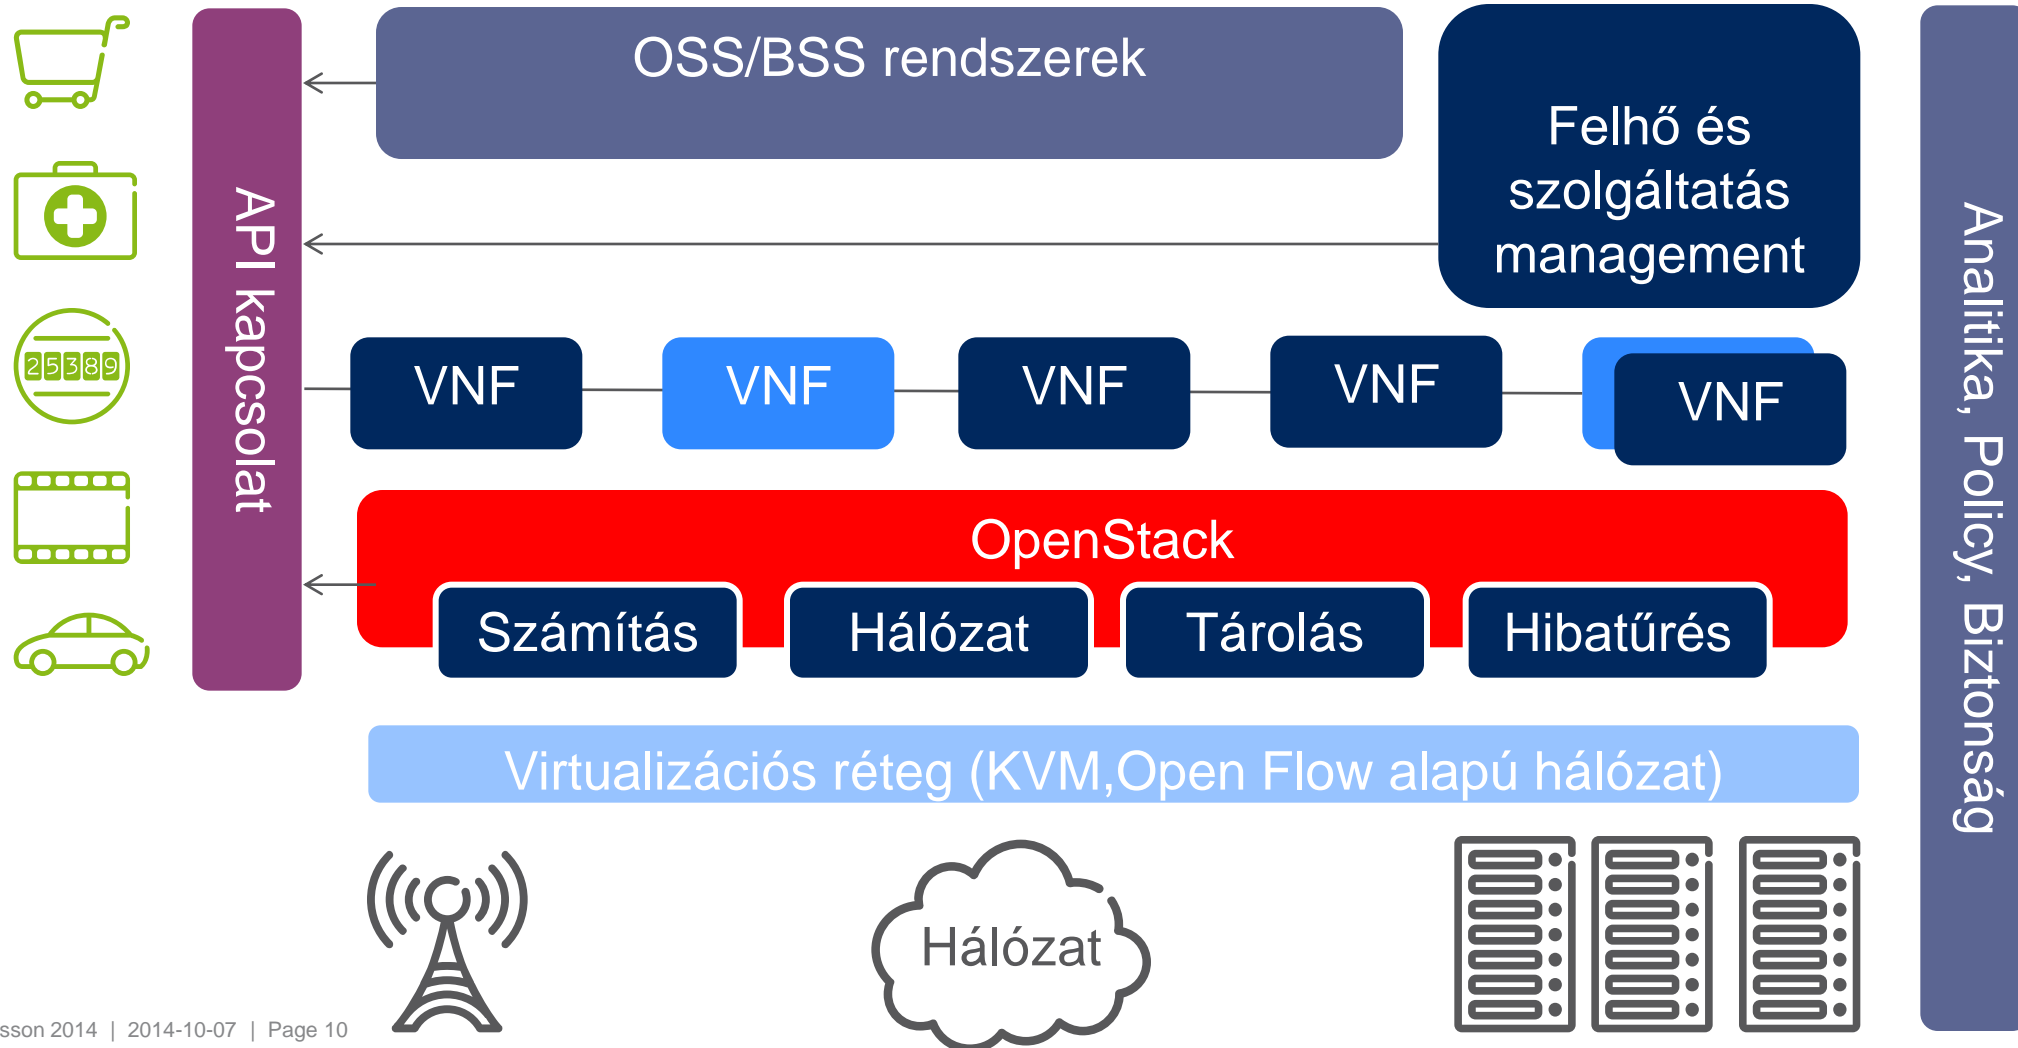 OSS/BSS rendszerek
Felhő és
szolgáltatás
management
API kapcsolat
Analitika, Policy, Biztonság
25389
VNF
VNF
VNF
VNF
VNF
OpenStack
Számítás
Hálózat
Tárolás
Hibatűrés
Virtualizációs réteg (KVM,Open Flow alapú hálózat)
Hálózat
sson 2014 | 2014-10-07 | Page 10